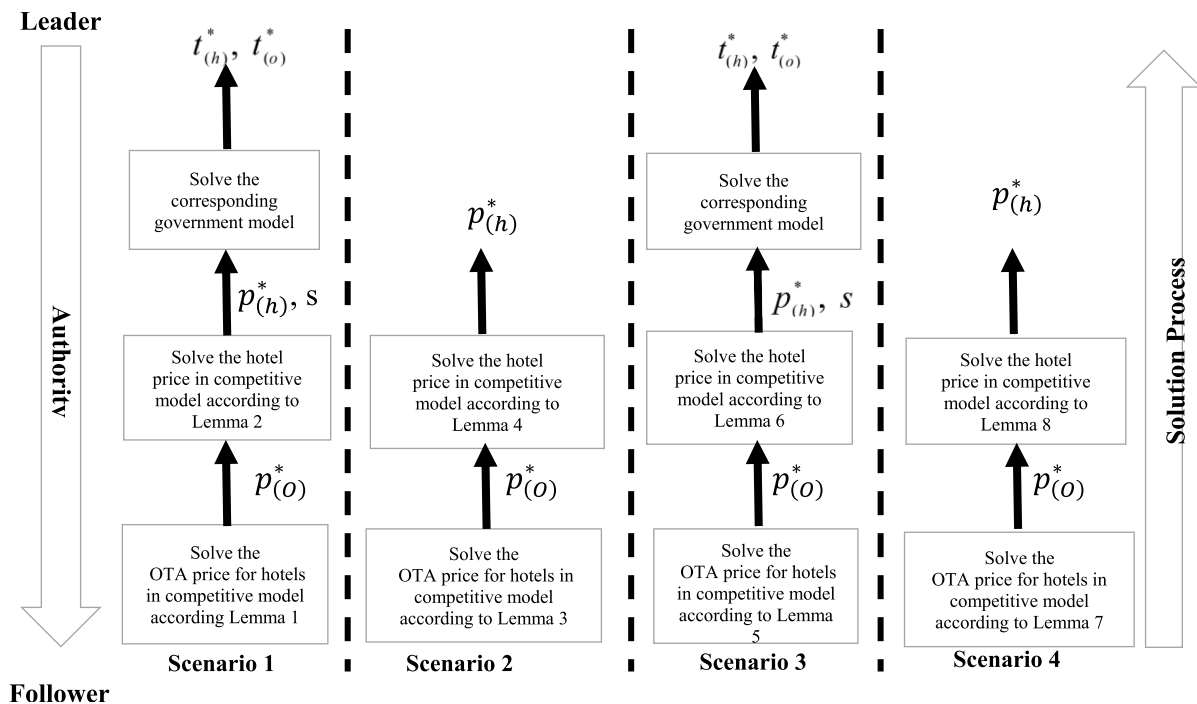 Leader
t*(h), t*(o)
t*(h), t*(o)
Solve the
corresponding
government model
Solve the
corresponding
government model
p*(h)
p*(h)
p*(h), s
p*(h), s
Authority
Solution Process
Solve the hotel
price in competitive
model according to
Lemma 2
Solve the hotel
price in competitive
model according to
Lemma 4
Solve the hotel
price in competitive
model according to
Lemma 6
Solve the hotel
price in competitive
model according to
Lemma 8
p*(O)
p*(O)
p*(O)
p*(O)
Solve the
OTA price for hotels
in competitive model
according Lemma 1
Solve the
OTA price for hotels in
competitive model
according to Lemma 3
Solve the
OTA price for hotels
in competitive model
according to Lemma
5
Solve the
OTA price for hotels in
competitive model
according to Lemma 7
Scenario 1
Scenario 2
Scenario 3
Scenario 4
Follower